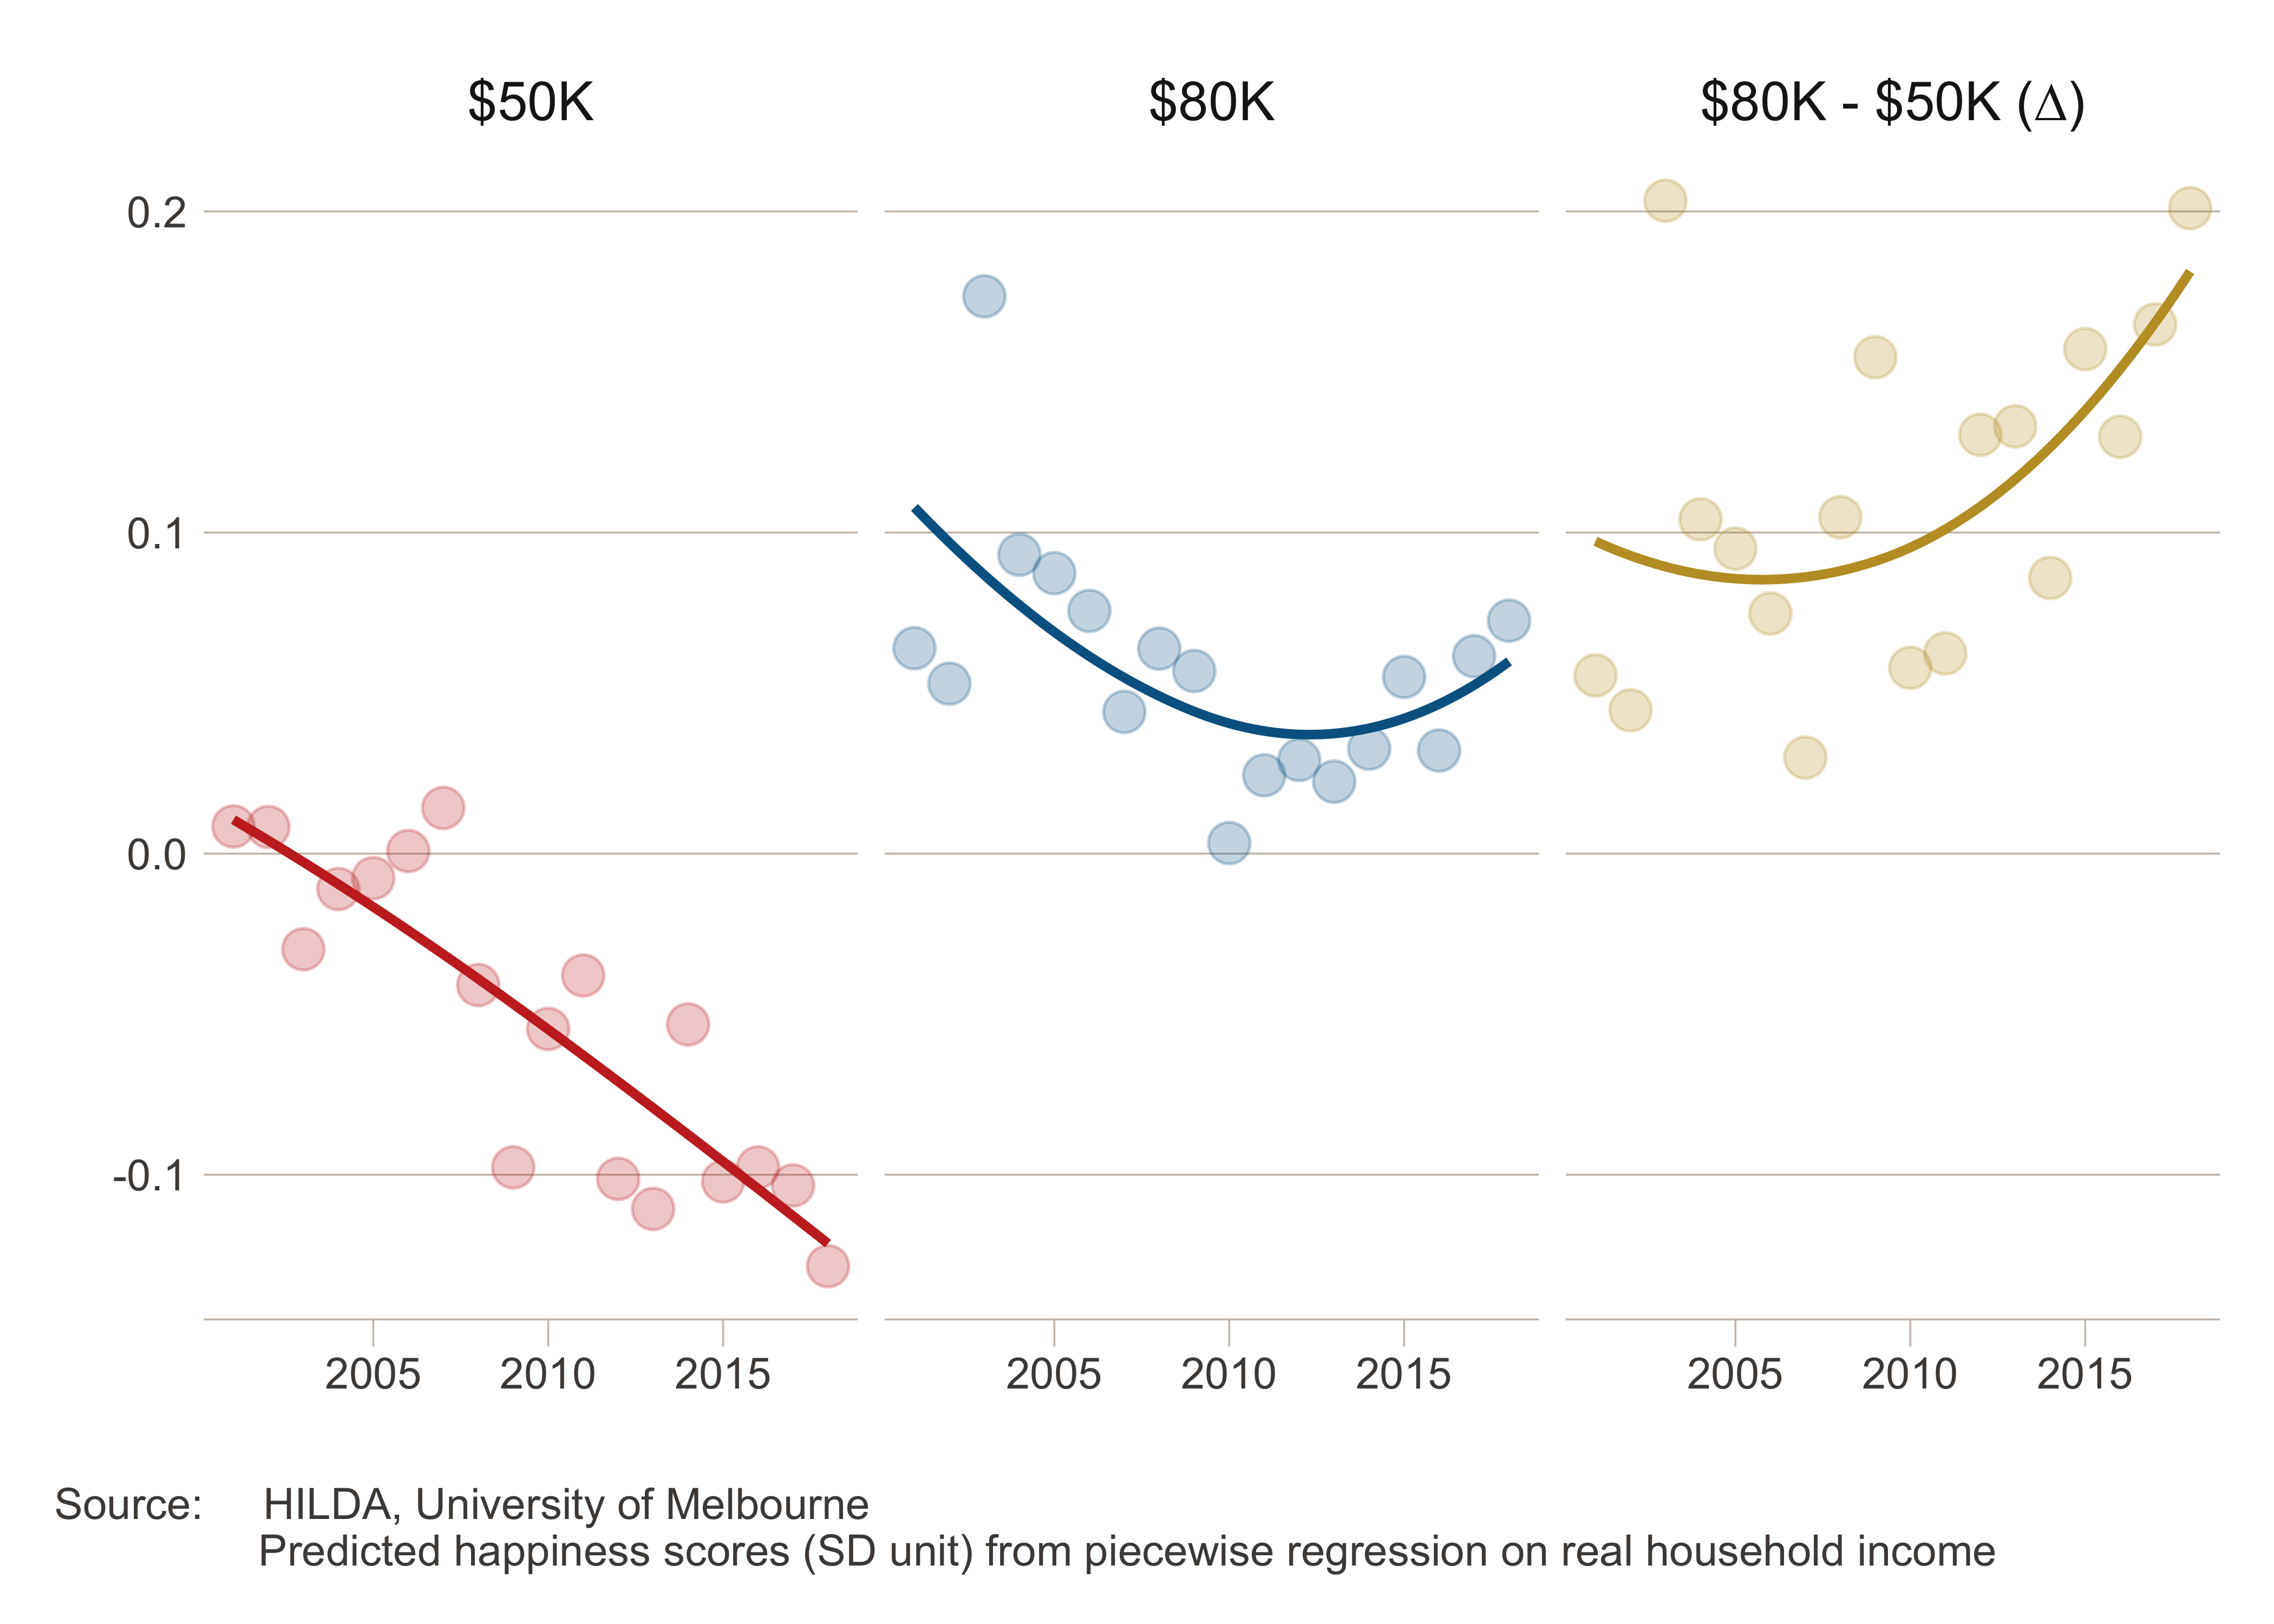 $50K $80K $80K - $50K (Δ)
0.2
0.1
0.0
-0.1
2005 2010 2015 2005 2010 2015 2005 2010 2015
Source: HILDA, University of Melbourne
Predicted happiness scores (SD unit) from piecewise regression on real household income